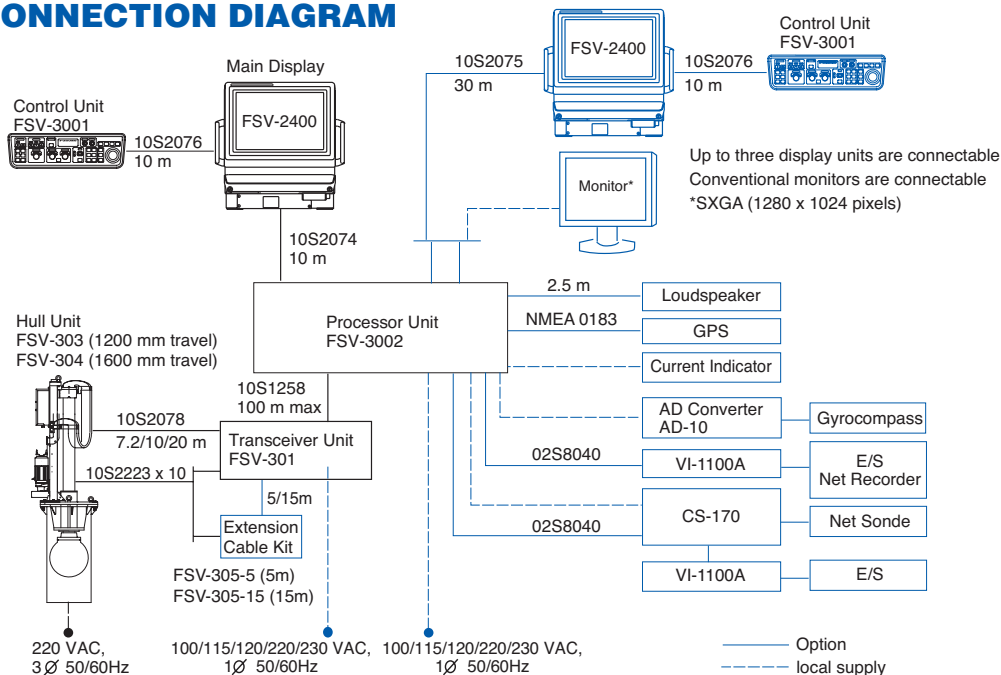 ONNECTION DIAGRAM
Main Display
FSV-2400
Control Unit
FSV-3001
10S2076
10 m
10S2075
30 m
FSV-2400
10S2076
10 m
Control Unit
FSV-3001
Monitor*
Up to three display units are connectable
Conventional monitors are connectable
*SXGA (1280 x 1024 pixels)
10S2074
10 m
Processor Unit
FSV-3002
2.5 m
Loudspeaker
NMEA 0183
GPS
Current Indicator
AD Converter
AD-10
Gyrocompass
02S8040
VI-1100A
E/S
Net Recorder
02S8040
CS-170
Net Sonde
VI-1100A
E/S
Hull Unit
FSV-303 (1200 mm travel)
FSV-304 (1600 mm travel)
10S1258
100 m max
10S2078
7.2/10/20 m
Transceiver Unit
FSV-301
10S2223 x 10
5/15m
Extension
Cable Kit
FSV-305-5 (5m)
FSV-305-15 (15m)
220 VAC,
3Ø 50/60Hz
100/115/120/220/230 VAC,
1Ø 50/60Hz
100/115/120/220/230 VAC,
1Ø 50/60Hz
Option
local supply